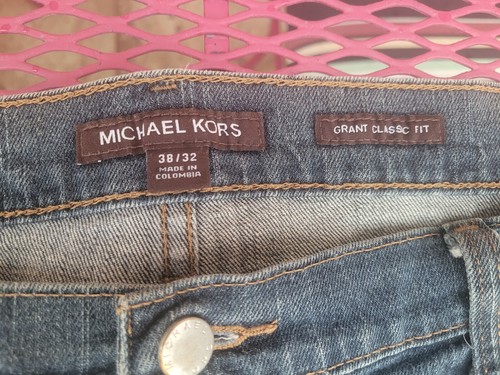 MICHAEL KORS
38/32
MADE IN
COLOMBIA
GRANT CLASSIC FIT